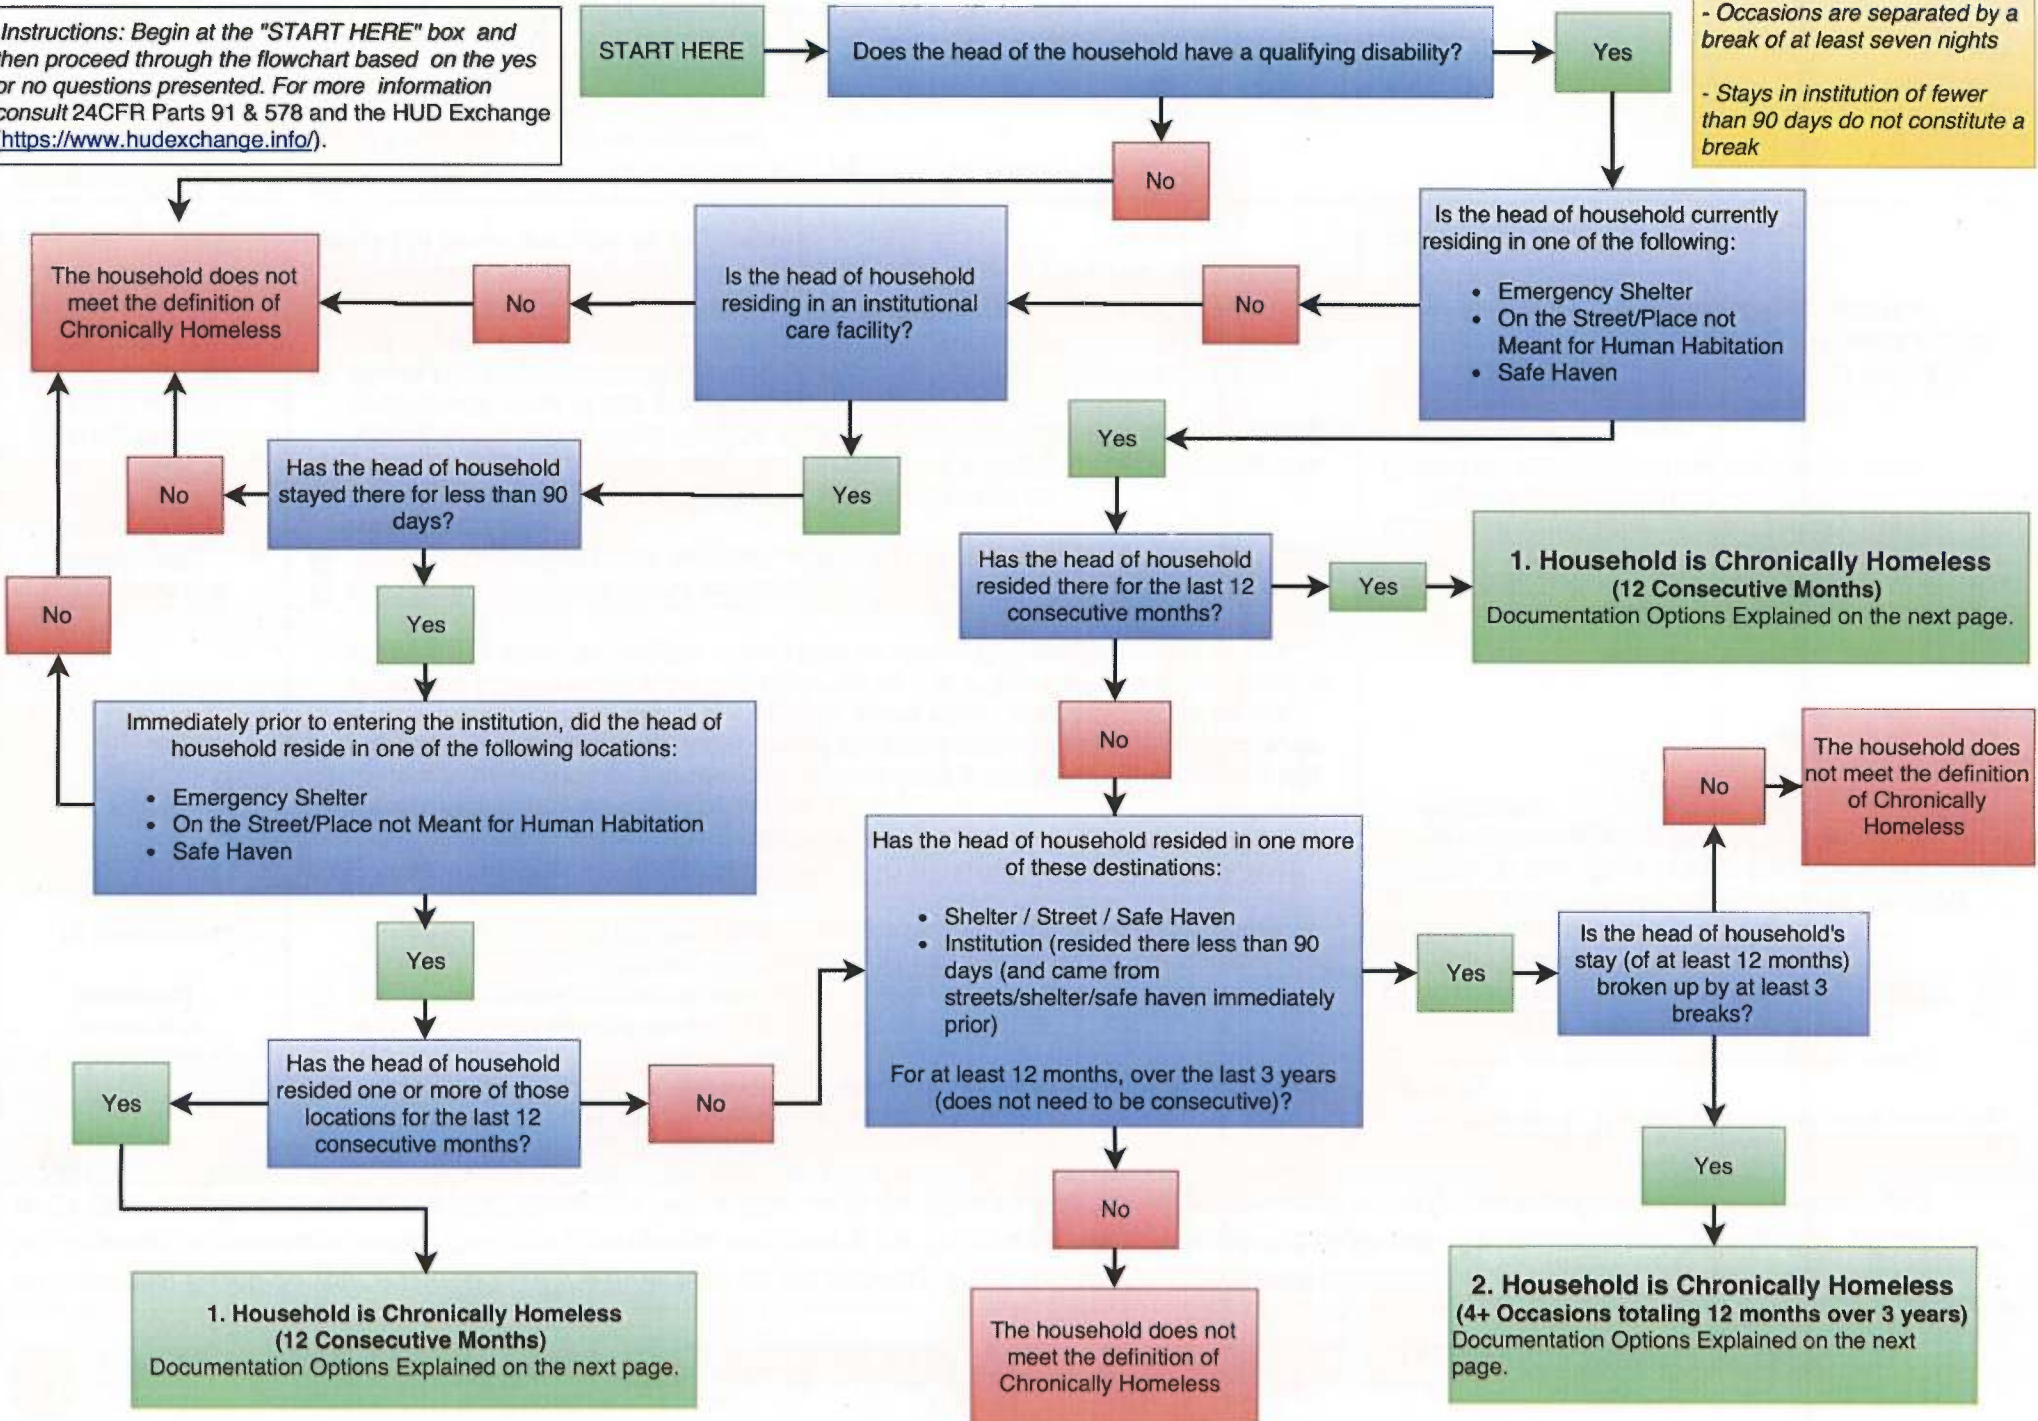 Instructions: Begin at the "START HERE" box and
then proceed through the flowchart based on the yes
or no questions presented. For more information
consult 24CFR Parts 91 & 578 and the HUD Exchange
(https://www.hudexchange.info/).
START HERE
Does the head of the household have a qualifying disability?
Yes
- Occasions are separated by a
break of at least seven nights
- Stays in institution of fewer
than 90 days do not constitute a
break
No
Is the head of household currently
residing in one of the following:
• Emergency Shelter
• On the Street/Place not
Meant for Human Habitation
• Safe Haven
No
Is the head of household
residing in an institutional
care facility?
No
The household does not
meet the definition of
Chronically Homeless
Yes
Yes
Has the head of household
stayed there for less than 90
days?
No
Has the head of household
resided there for the last 12
consecutive months?
Yes
1. Household is Chronically Homeless
(12 Consecutive Months)
Documentation Options Explained on the next page.
No
Yes
Immediately prior to entering the institution, did the head of
household reside in one of the following locations:
• Emergency Shelter
• On the Street/Place not Meant for Human Habitation
• Safe Haven
No
No
The household does
not meet the definition
of Chronically
Homeless
Has the head of household resided in one more
of these destinations:
• Shelter / Street / Safe Haven
• Institution (resided there less than 90
days (and came from
streets/shelter/safe haven immediately
prior)
For at least 12 months, over the last 3 years
(does not need to be consecutive)?
Yes
Is the head of household's
stay (of at least 12 months)
broken up by at least 3
breaks?
Yes
Yes
Has the head of household
resided one or more of those
locations for the last 12
consecutive months?
No
Yes
No
1. Household is Chronically Homeless
(12 Consecutive Months)
Documentation Options Explained on the next page.
The household does not
meet the definition of
Chronically Homeless
2. Household is Chronically Homeless
(4+ Occasions totaling 12 months over 3 years)
Documentation Options Explained on the next
page.